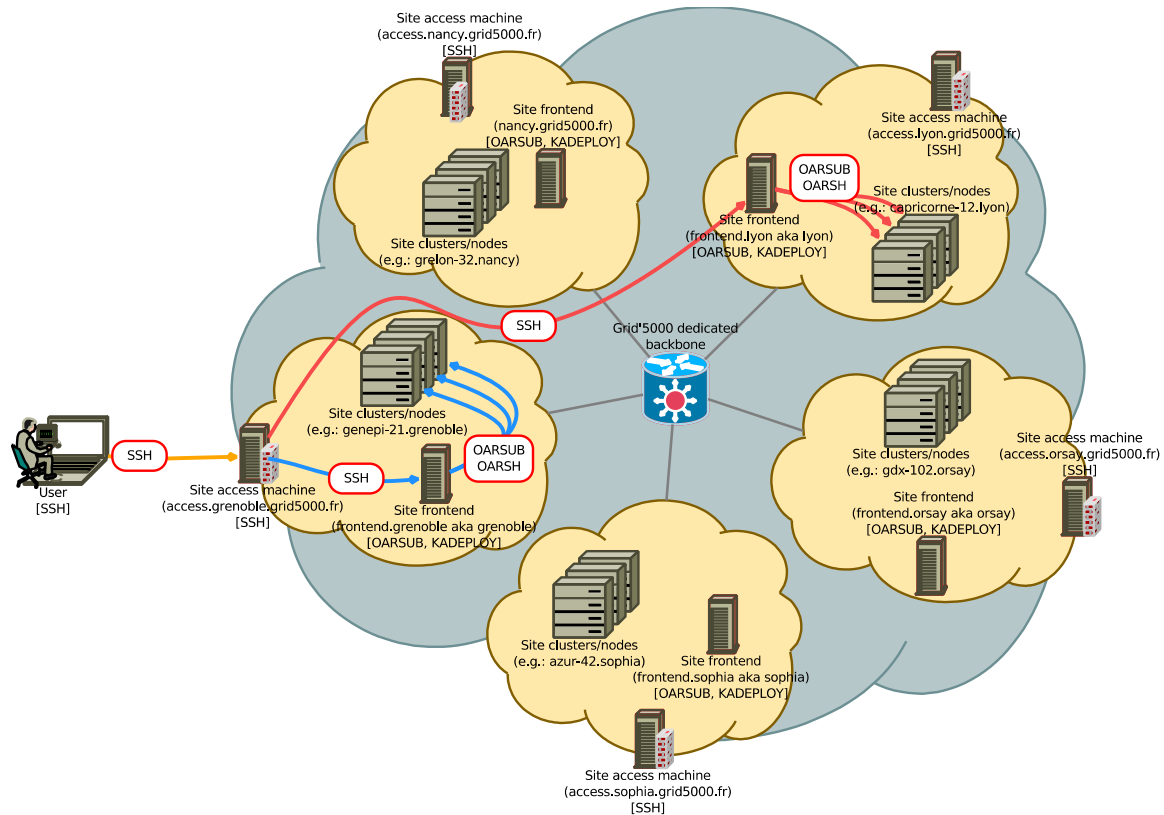 Site access machine
(access.nancy.grid5000.fr)
[SSH]
Site frontend
(nancy.grid5000.fr)
[OARSUB, KADEPLOY]
Site clusters/nodes
(e.g.: grelon-32.nancy)
Site access machine
(access.lyon.grid5000.fr)
[SSH]
OARSUB
OARSH
Site clusters/nodes
(e.g.: capricorne-12.lyon)
Site frontend
(frontend.lyon aka lyon)
[OARSUB, KADEPLOY]
SSH
Grid'5000 dedicated
backbone
Site clusters/nodes
(e.g.: genepi-21.grenoble)
OARSUB
OARSH
SSH
SSH
User
[SSH]
Site access machine
(access.grenoble.grid5000.fr)
[SSH]
Site frontend
(frontend.grenoble aka grenoble)
[OARSUB, KADEPLOY]
Site clusters/nodes
(e.g.: gdx-102.orsay)
Site access machine
(access.orsay.grid5000.fr)
[SSH]
Site frontend
(frontend.orsay aka orsay)
[OARSUB, KADEPLOY]
Site clusters/nodes
(e.g.: azur-42.sophia)
Site frontend
(frontend.sophia aka sophia)
[OARSUB, KADEPLOY]
Site access machine
(access.sophia.grid5000.fr)
[SSH]